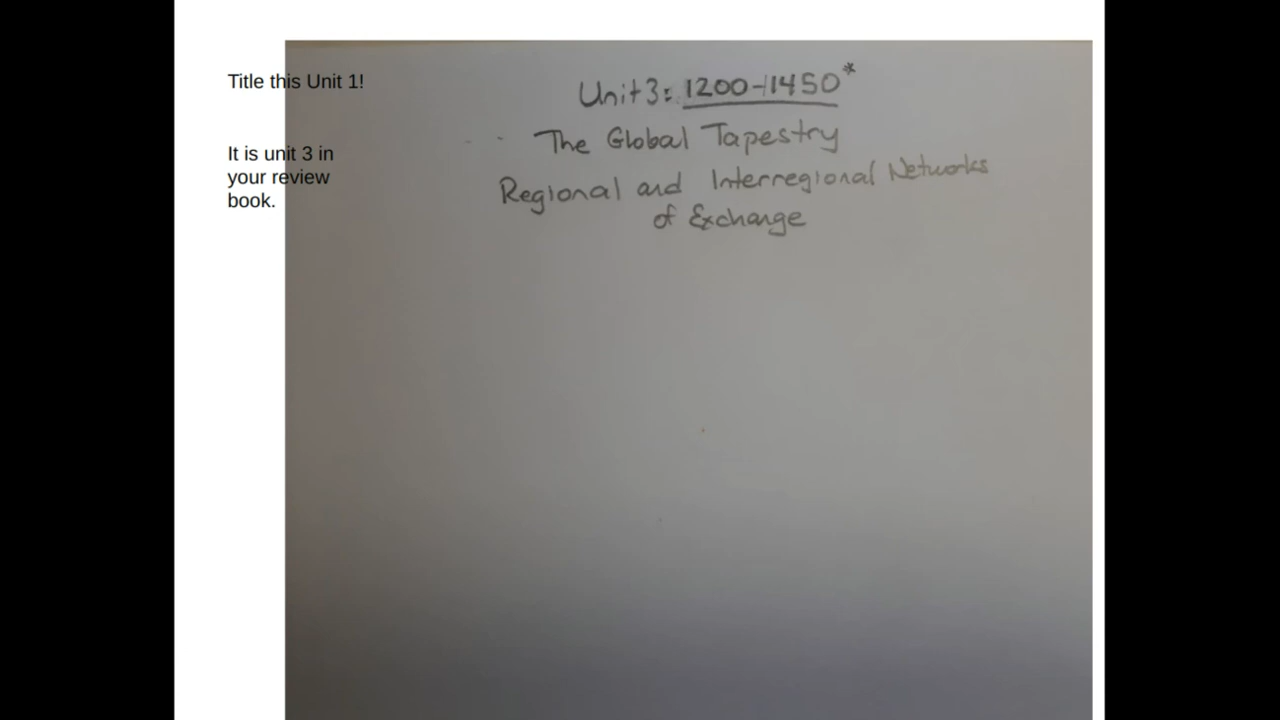 Title this Unit 1!
It is unit 3 in
your review
book.
Unit 3: 1200-1450*
The Global Tapestry
Regional and Interregional Networks
of Exchange